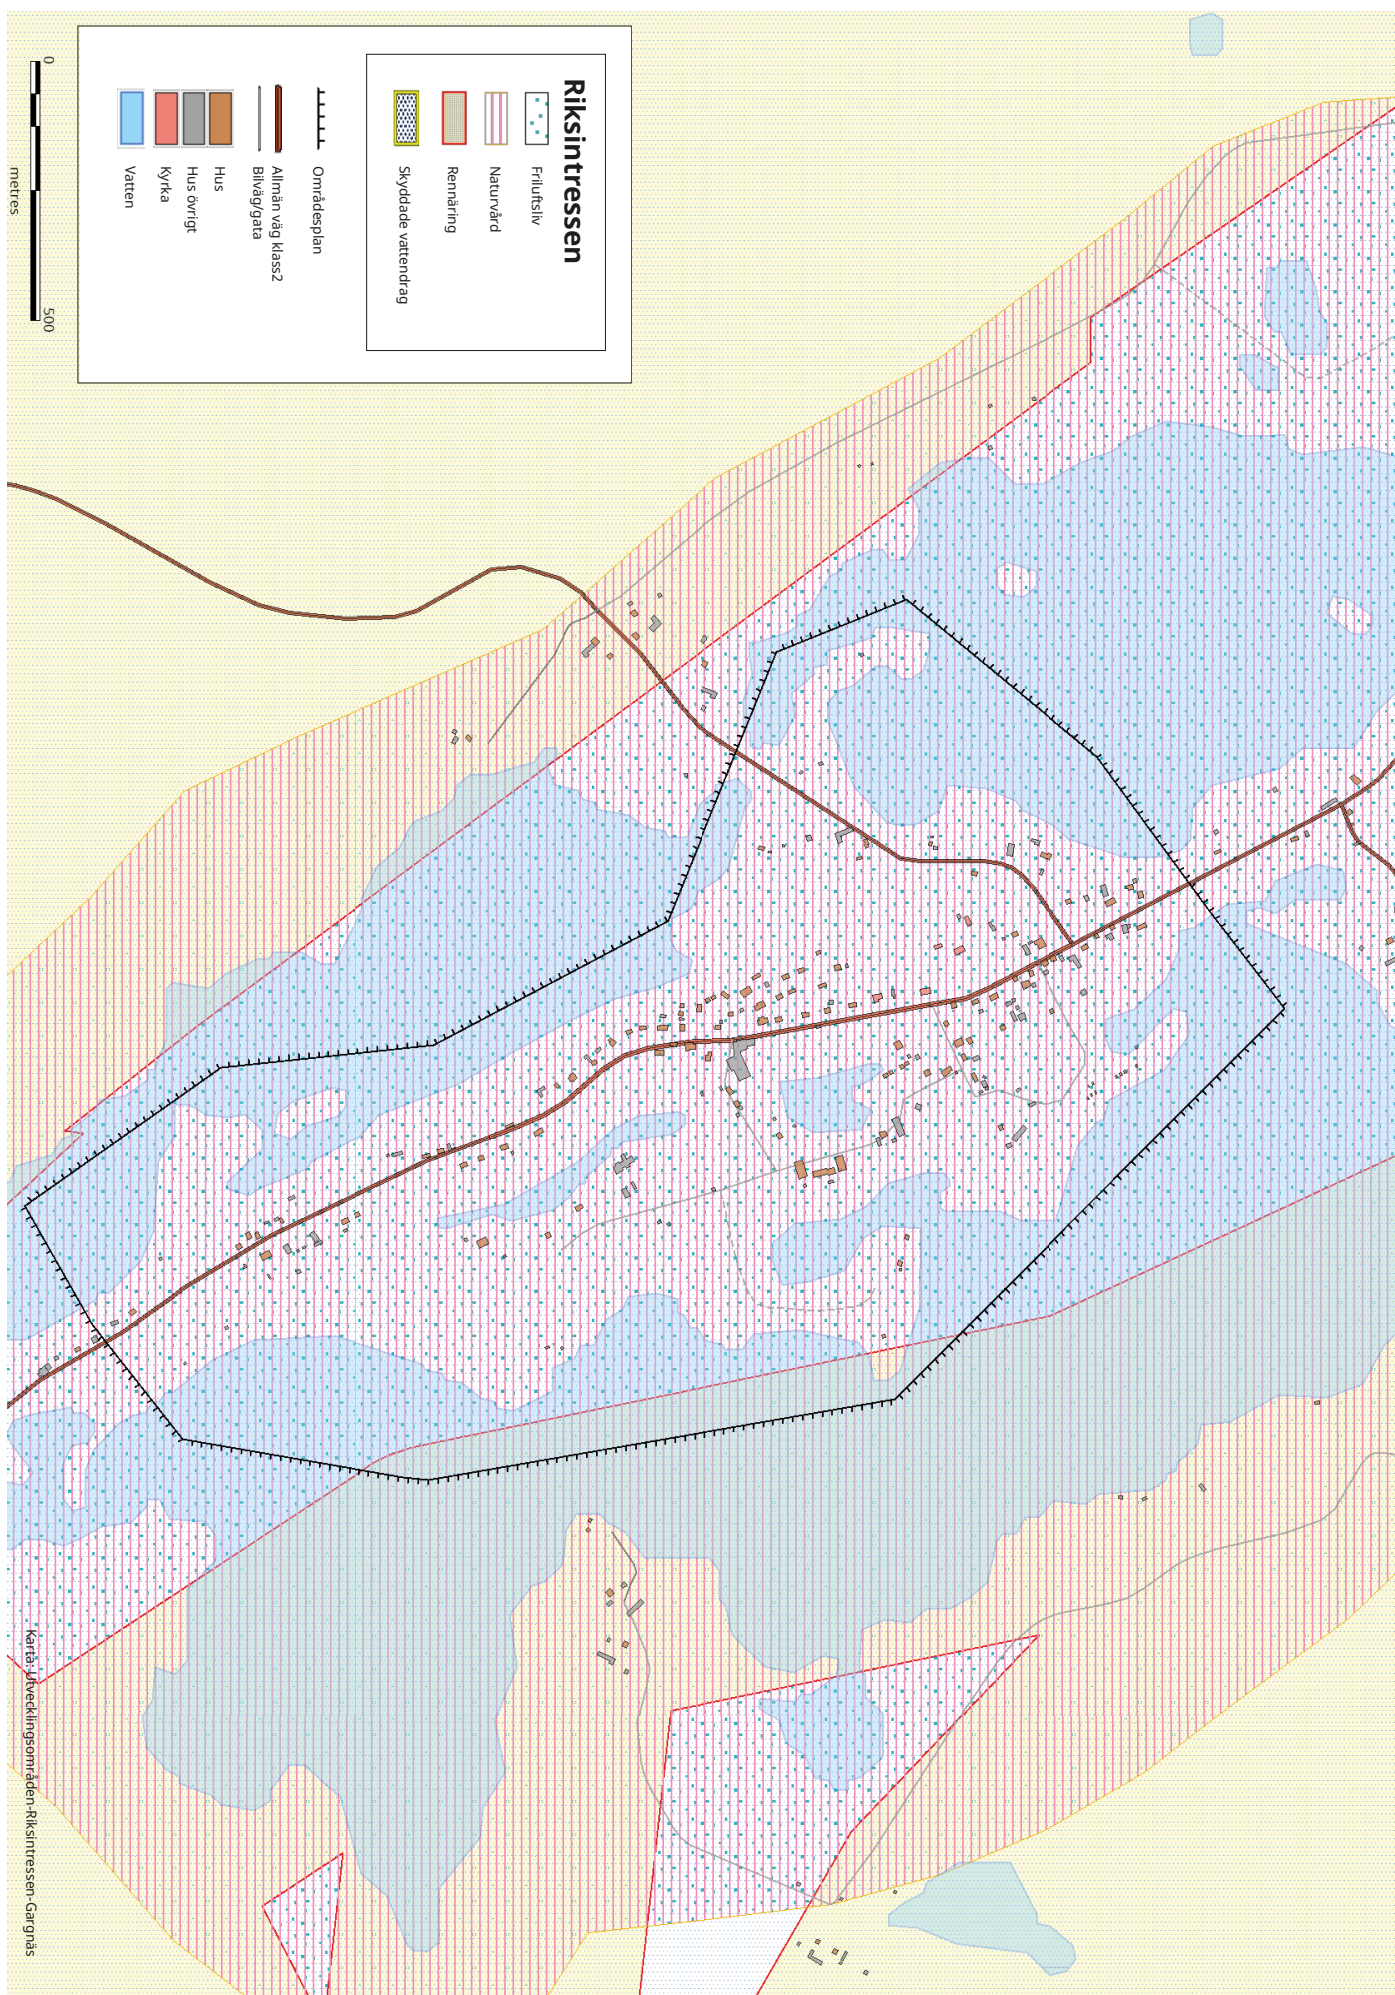 Riksintressen
Friluftsliv
Naturvård
Rennäring
Skyddade vattendrag
Områdesplan
Allmän väg klass2
Bilväg/gata
Hus
Hus övrigt
Kyrka
Vatten
0
500
metres
Karta: Utvecklingsområden-Riksintressen-Gargnäs